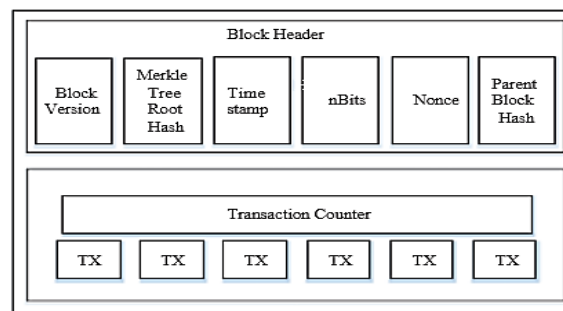 Block Header
Block
Version
Merkle
Tree
Root
Hash
Time
stamp
nBits
Nonce
Parent
Block
Hash
Transaction Counter
TX TX TX TX TX TX